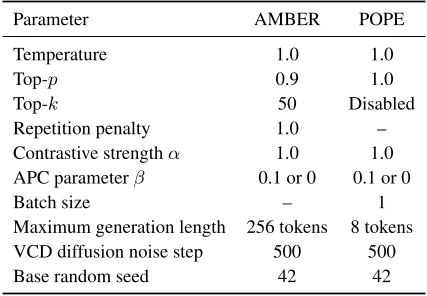 Parameter AMBER POPE
Temperature 1.0 1.0
Top-p 0.9 1.0
Top-k 50 Disabled
Repetition penalty 1.0 –
Contrastive strength α 1.0 1.0
APC parameter β 0.1 or 0 0.1 or 0
Batch size – 1
Maximum generation length 256 tokens 8 tokens
VCD diffusion noise step 500 500
Base random seed 42 42